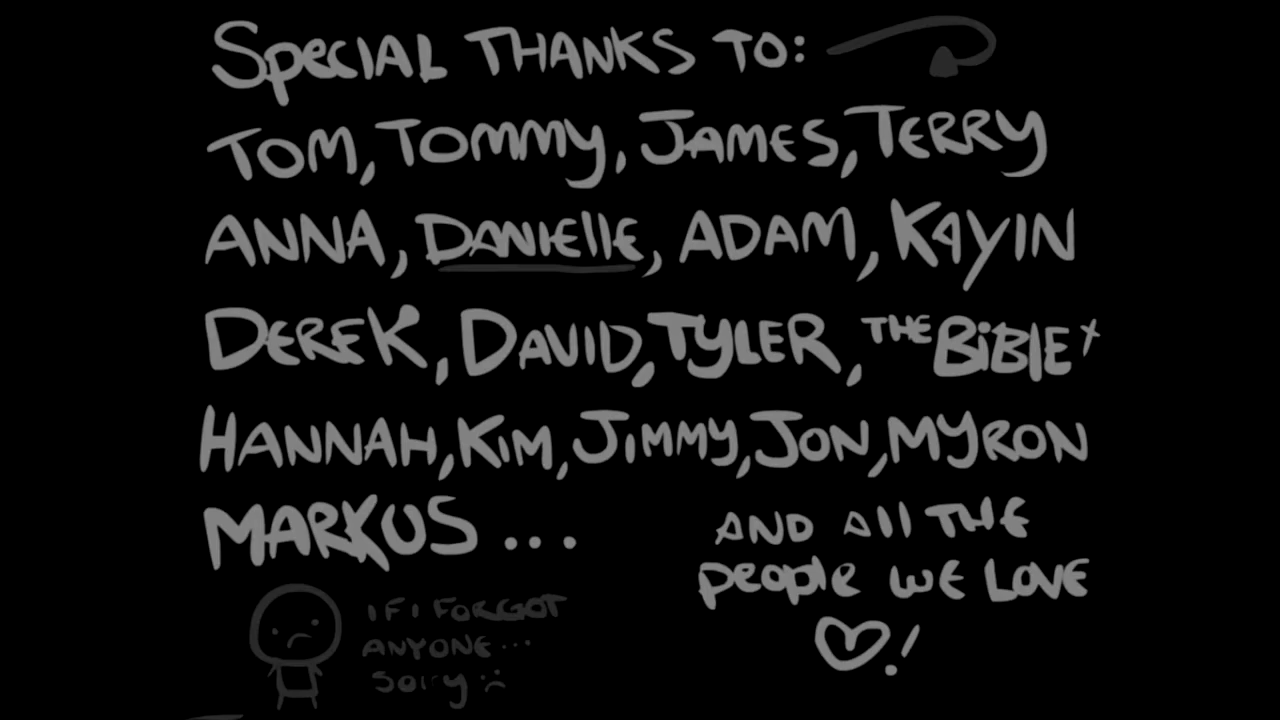 SPECIAL THANKS TO:
TOM, TOMMY, JAMES, TERRY
ANNA, DANIELLE, ADAM, KAYIN
DEREK, DAVID, TYLER, THE BiBLE
HANNAH, KiM, JiMMY, JON, MYRON
MARKUS ...
AND All THE
people WE LOVE
!
IF I FORGOT
ANYONE...
Sorry :(